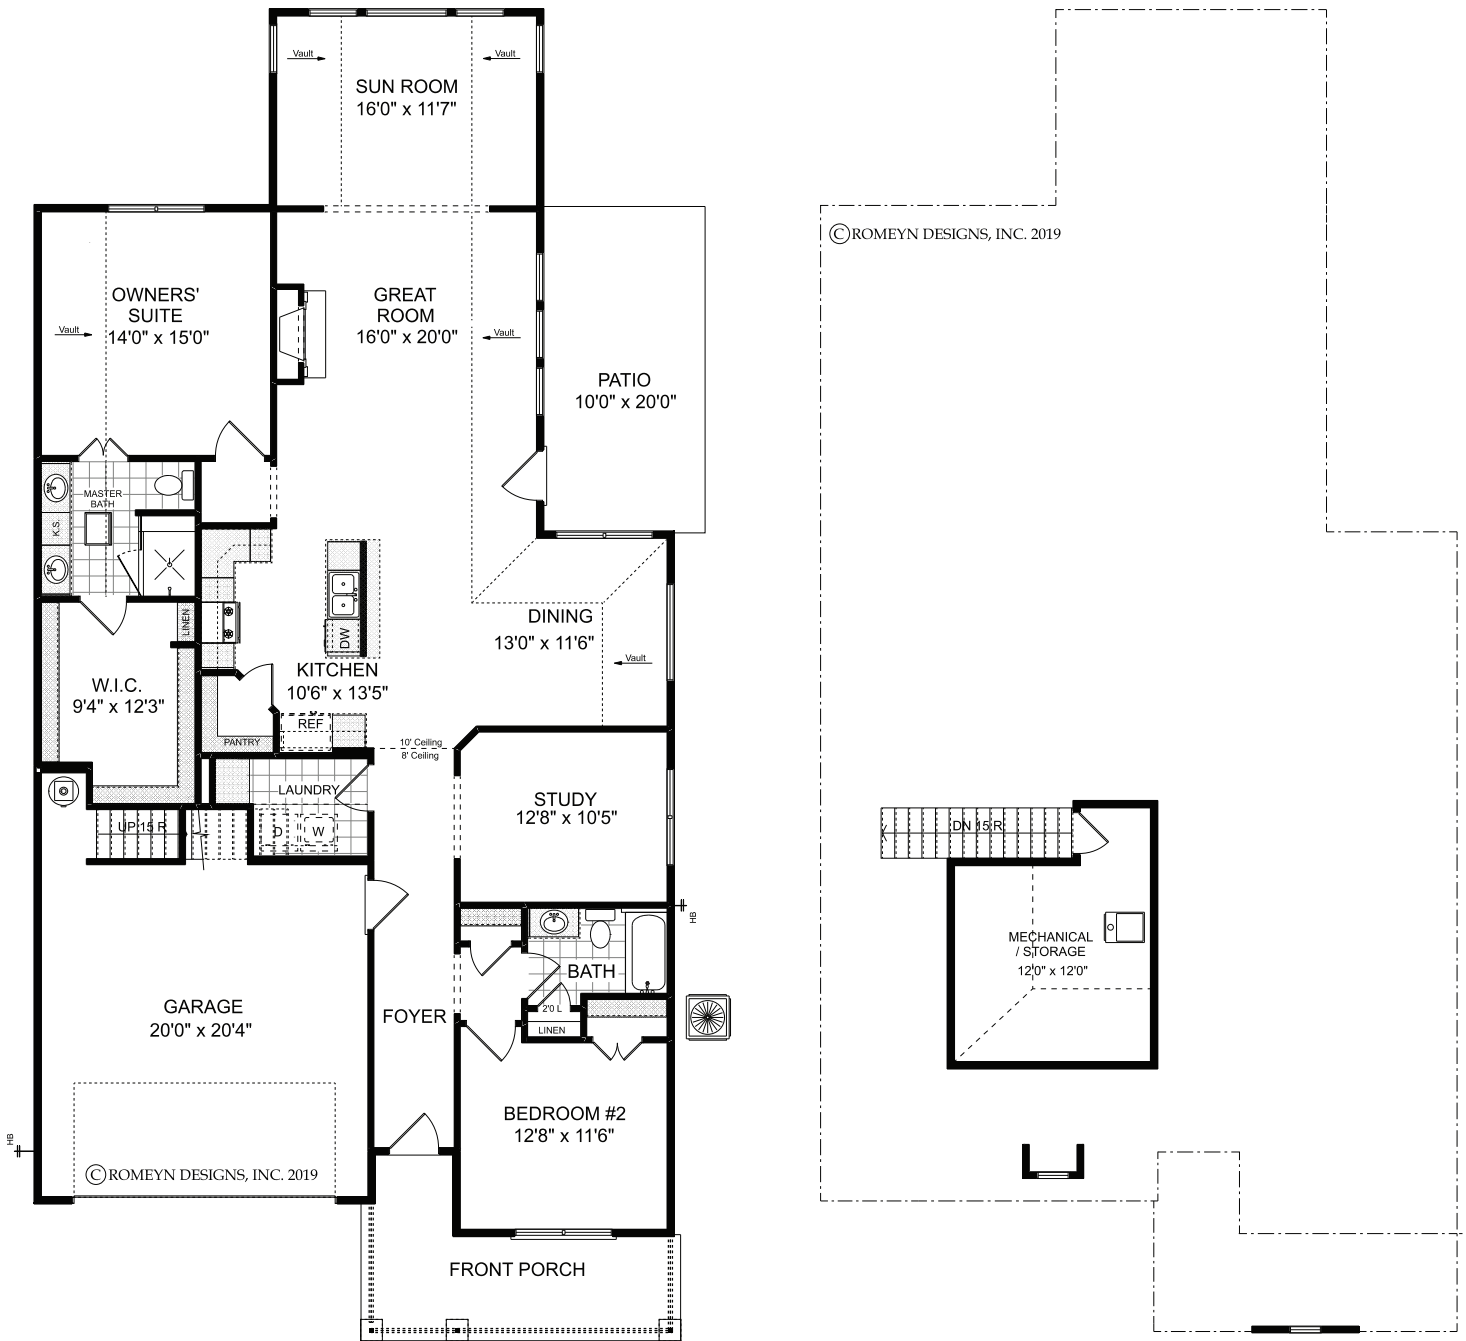 Vault
Vault
SUN ROOM
16'0" x 11'7"
ⒸROMEYN DESIGNS, INC. 2019
OWNERS'
SUITE
14'0" x 15'0"
Vault
GREAT
ROOM
16'0" x 20'0"
Vault
PATIO
10'0" x 20'0"
MASTER
BATH
K.S.
LINEN
DW
DINING
13'0" x 11'6"
Vault
KITCHEN
10'6" x 13'5"
W.I.C.
9'4" x 12'3"
REF
PANTRY
10' Ceiling
8' Ceiling
LAUNDRY
D
W
UP 15 R
STUDY
12'8" x 10'5"
DN 15 R
HB
BATH
2'0 L
LINEN
MECHANICAL
/ STORAGE
12'0" x 12'0"
GARAGE
20'0" x 20'4"
FOYER
BEDROOM #2
12'8" x 11'6"
HB
ⒸROMEYN DESIGNS, INC. 2019
FRONT PORCH